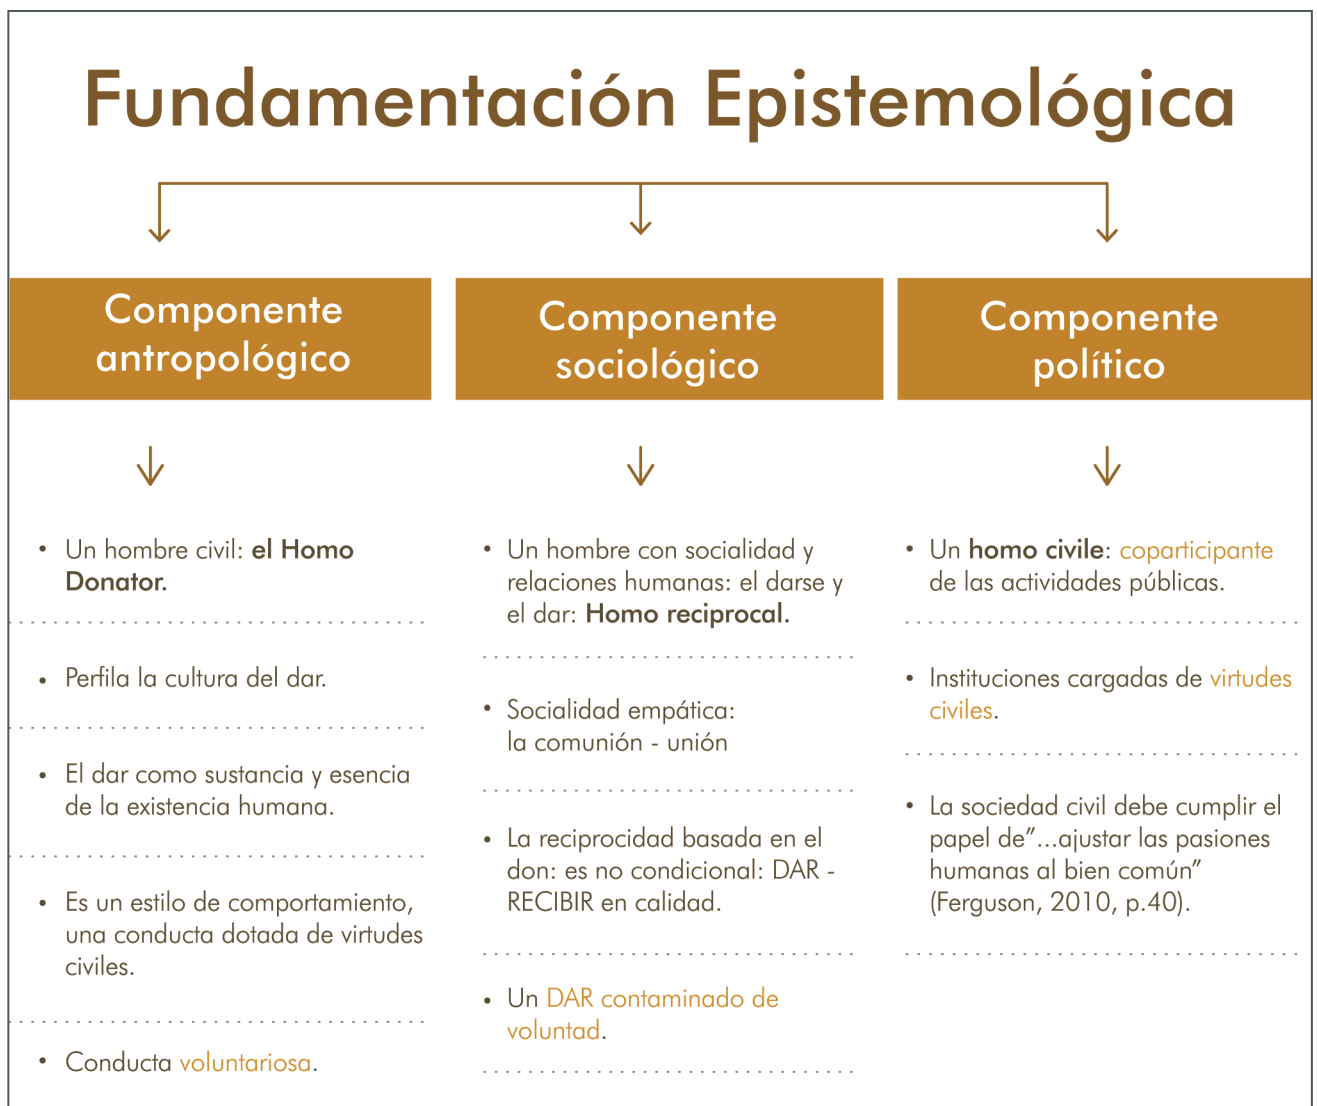 Fundamentación Epistemológica
Componente
antropológico
• Un hombre civil: el Homo
Donator.
• Perfila la cultura del dar.
• El dar como sustancia y esencia
de la existencia humana.
• Es un estilo de comportamiento,
una conducta dotada de virtudes
civiles.
• Conducta voluntariosa.
Componente
sociológico
• Un hombre con socialidad y
relaciones humanas: el darse y
el dar: Homo reciprocal.
• Socialidad empática:
la comunión - unión
• La reciprocidad basada en el
don: es no condicional: DAR -
RECIBIR en calidad.
• Un DAR contaminado de
voluntad.
Componente
político
• Un homo civile: coparticipante
de las actividades públicas.
• Instituciones cargadas de virtudes
civiles.
• La sociedad civil debe cumplir el
papel de”...ajustar las pasiones
humanas al bien común”
(Ferguson, 2010, p.40).